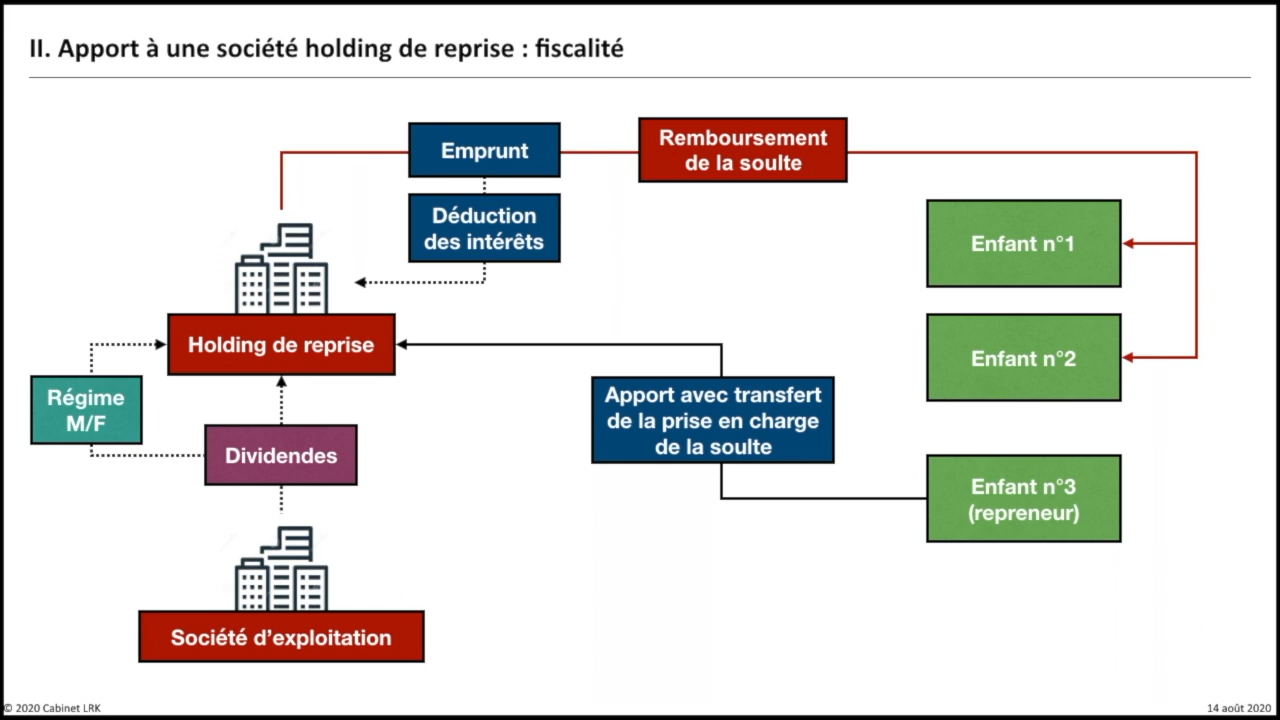 II. Apport à une société holding de reprise : fiscalité
Emprunt
Remboursement
de la soulte
Déduction
des intérêts
Enfant n°1
Holding de reprise
Enfant n°2
Régime
M/F
Apport avec transfert
de la prise en charge
de la soulte
Dividendes
Enfant n°3
(repreneur)
Société d’exploitation
© 2020 Cabinet LRK
14 août 2020